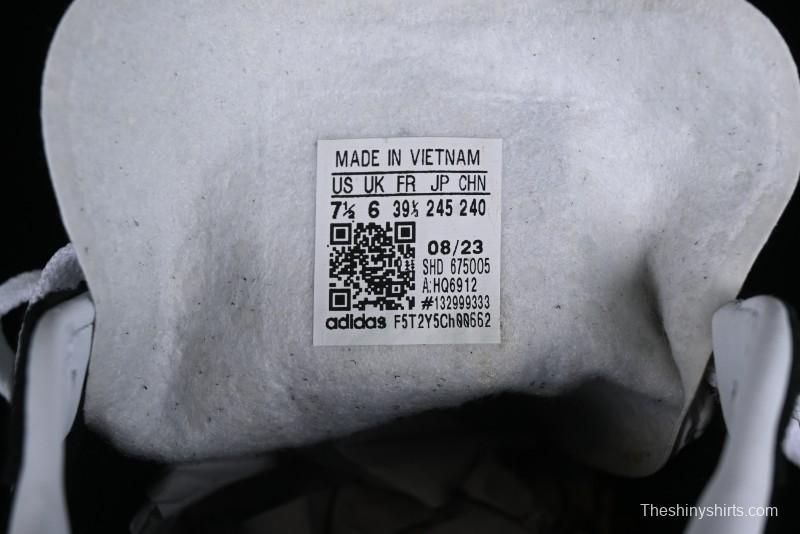 MADE IN VIETNAM
US UK FR JP CHN
7½ 6 39⅓ 245 240
08/23
SHD 675005
A:HQ6912
#132999333
adidas F5T2Y5Ch00662
Theshinyshirts.com